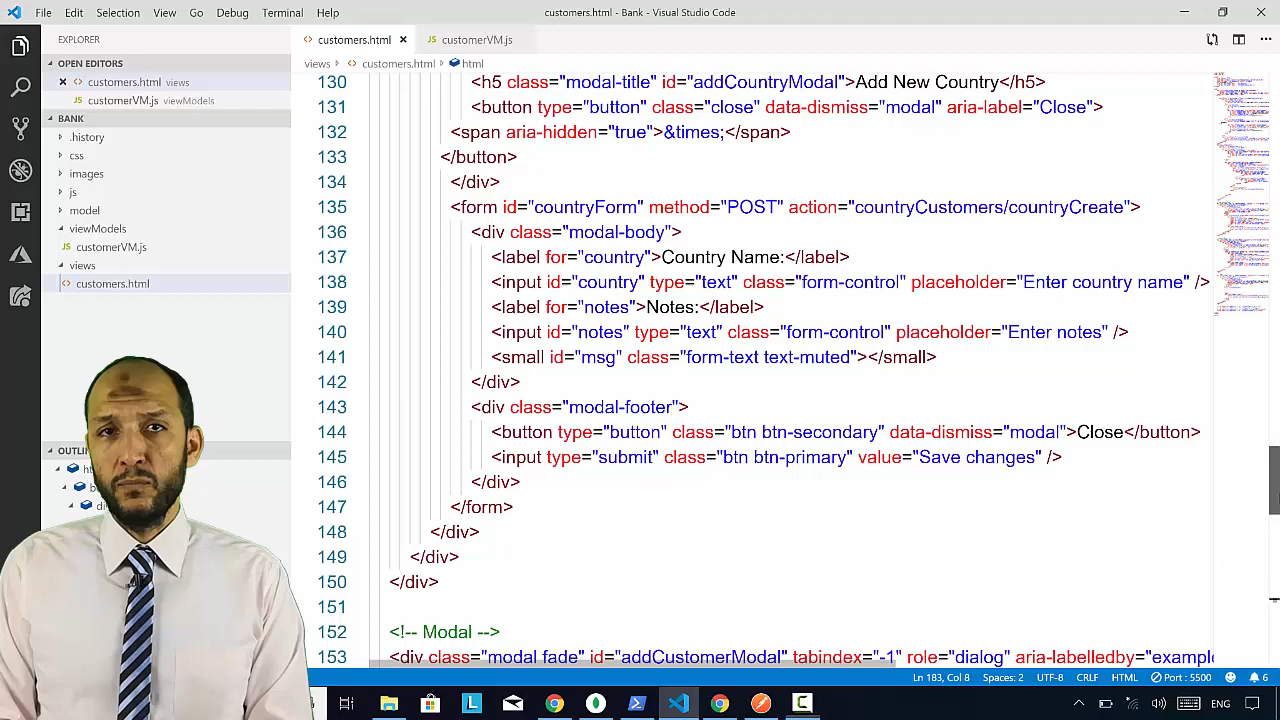 File Edit Selection View Go Debug Terminal Help
customers.html - Bank - Visual Studio Code
EXPLORER
OPEN EDITORS
customers.html views
customerVM.js viewModels
BANK
.history
css
images
js
model
viewModels
customerVM.js
views
customers.html
customers.html customerVM.js
views customers.html html
130 <h5 class="modal-title" id="addCountryModal">Add New Country</h5>
131 <button type="button" class="close" data-dismiss="modal" aria-label="Close">
132 <span aria-hidden="true">&times;</span>
133 </button>
134 </div>
135 <form id="countryForm" method="POST" action="countryCustomers/countryCreate">
136 <div class="modal-body">
137 <label for="country">Country Name:</label>
138 <input id="country" type="text" class="form-control" placeholder="Enter country name" />
139 <label for="notes">Notes:</label>
140 <input id="notes" type="text" class="form-control" placeholder="Enter notes" />
141 <small id="msg" class="form-text text-muted"></small>
142 </div>
143 <div class="modal-footer">
144 <button type="button" class="btn btn-secondary" data-dismiss="modal">Close</button>
145 <input type="submit" class="btn btn-primary" value="Save changes" />
146 </div>
147 </form>
148 </div>
149 </div>
150 </div>
151
152 <!-- Modal -->
153 <div class="modal fade" id="addCustomerModal" tabindex="-1" role="dialog" aria-labelledby="example
Ln 183, Col 8 Spaces: 2 UTF-8 CRLF HTML Port : 5500 6
ENG